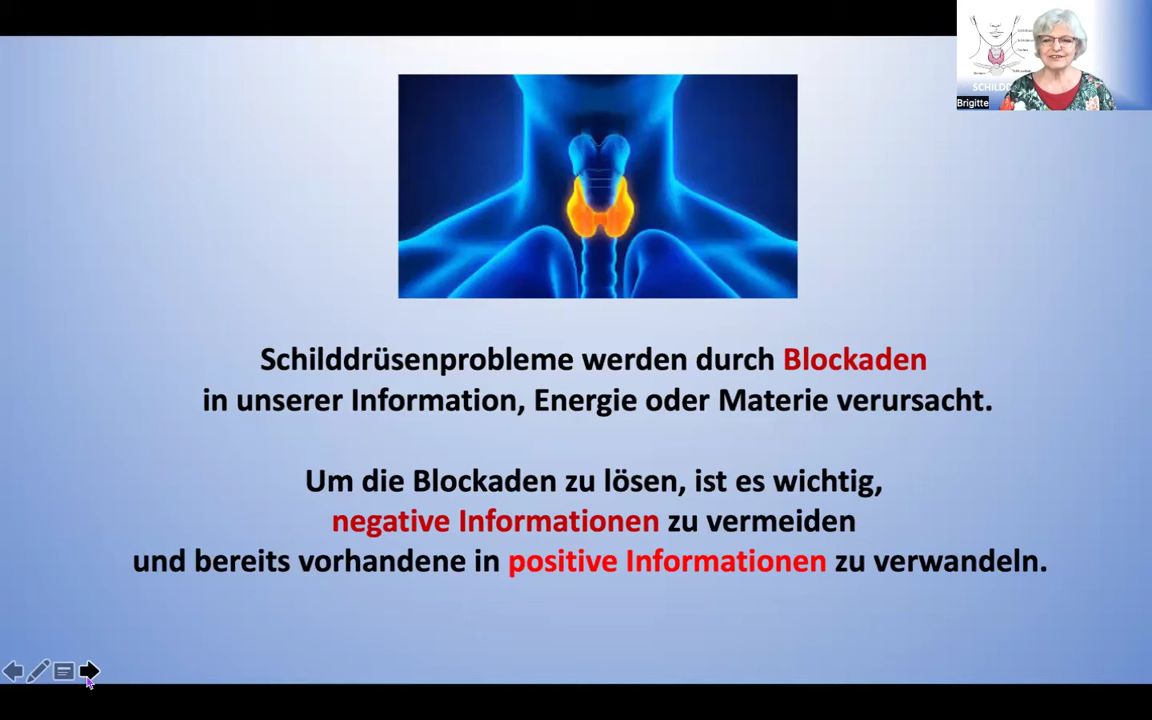 SCHILDD
Brigitte
Schilddrüsenprobleme werden durch Blockaden
in unserer Information, Energie oder Materie verursacht.
Um die Blockaden zu lösen, ist es wichtig,
negative Informationen zu vermeiden
und bereits vorhandene in positive Informationen zu verwandeln.